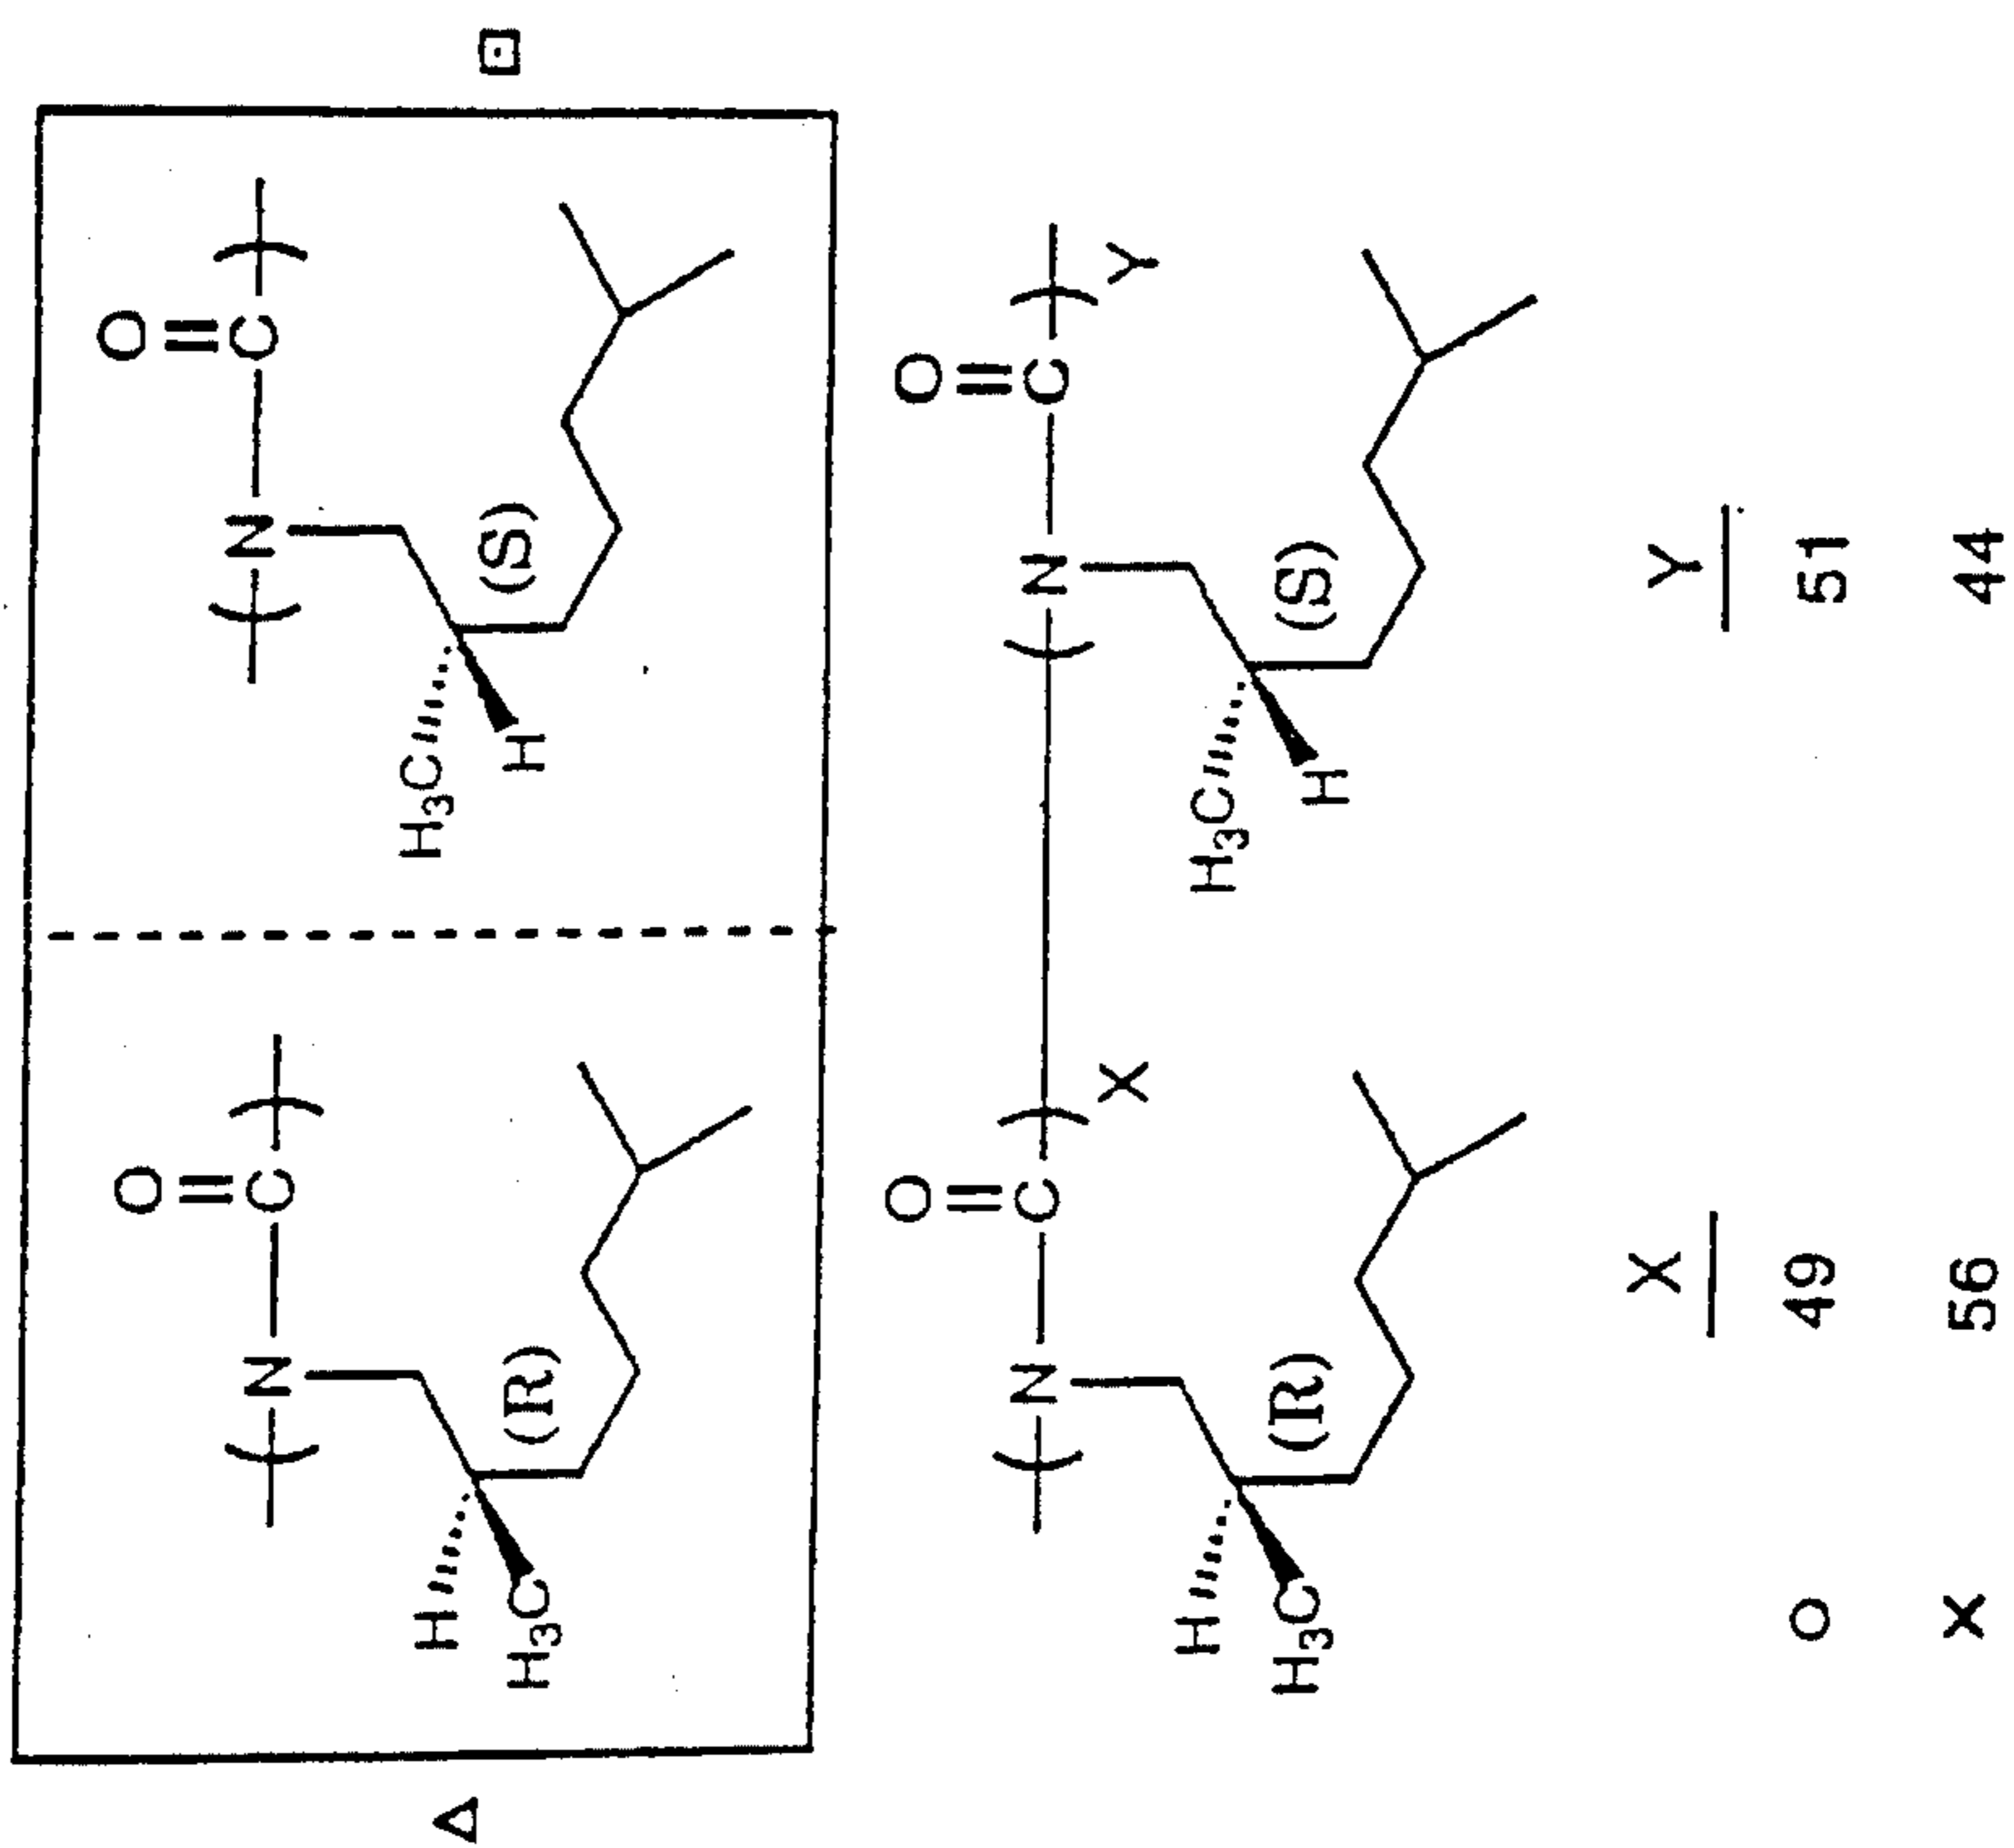 O O
( N C ) ( N C )
H H₃C
Δ ⊡
H₃C (R) H (S)
O O
( N C )X ( N C )Y
H H₃C
H₃C (R) H (S)
X Y
O 49 51
X 56 44